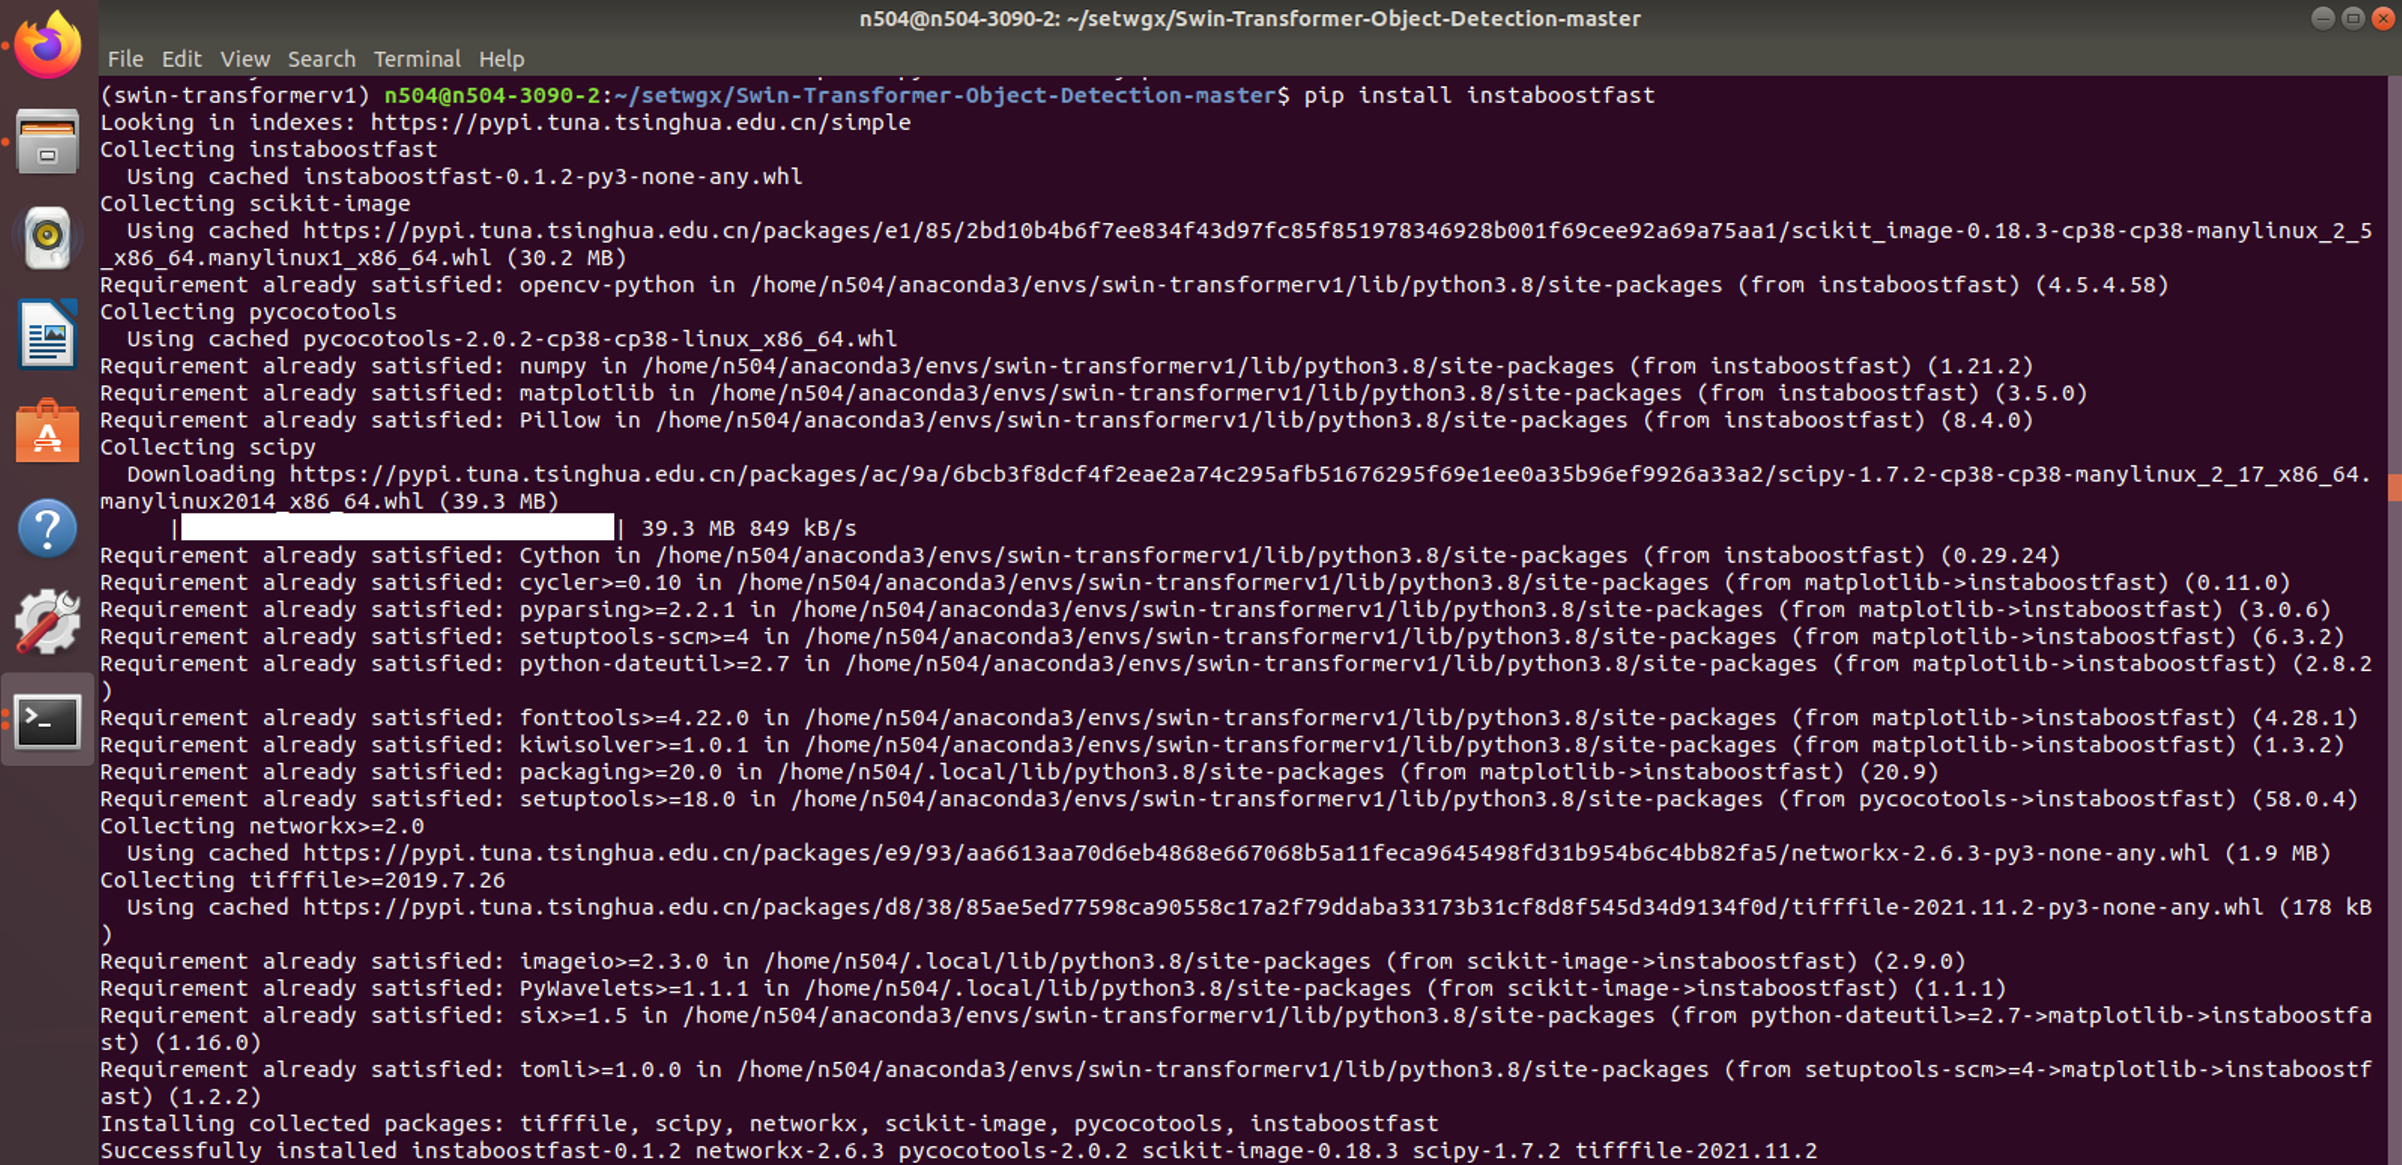 n504@n504-3090-2: ~/setwgx/Swin-Transformer-Object-Detection-master
File Edit View Search Terminal Help
(swin-transformerv1) n504@n504-3090-2:~/setwgx/Swin-Transformer-Object-Detection-master$ pip install instaboostfast
Looking in indexes: https://pypi.tuna.tsinghua.edu.cn/simple
Collecting instaboostfast
  Using cached instaboostfast-0.1.2-py3-none-any.whl
Collecting scikit-image
  Using cached https://pypi.tuna.tsinghua.edu.cn/packages/e1/85/2bd10b4b6f7ee834f43d97fc85f851978346928b001f69cee92a69a75aa1/scikit_image-0.18.3-cp38-cp38-manylinux_2_5
_x86_64.manylinux1_x86_64.whl (30.2 MB)
Requirement already satisfied: opencv-python in /home/n504/anaconda3/envs/swin-transformerv1/lib/python3.8/site-packages (from instaboostfast) (4.5.4.58)
Collecting pycocotools
  Using cached pycocotools-2.0.2-cp38-cp38-linux_x86_64.whl
Requirement already satisfied: numpy in /home/n504/anaconda3/envs/swin-transformerv1/lib/python3.8/site-packages (from instaboostfast) (1.21.2)
Requirement already satisfied: matplotlib in /home/n504/anaconda3/envs/swin-transformerv1/lib/python3.8/site-packages (from instaboostfast) (3.5.0)
Requirement already satisfied: Pillow in /home/n504/anaconda3/envs/swin-transformerv1/lib/python3.8/site-packages (from instaboostfast) (8.4.0)
Collecting scipy
  Downloading https://pypi.tuna.tsinghua.edu.cn/packages/ac/9a/6bcb3f8dcf4f2eae2a74c295afb51676295f69e1ee0a35b96ef9926a33a2/scipy-1.7.2-cp38-cp38-manylinux_2_17_x86_64.
manylinux2014_x86_64.whl (39.3 MB)
| | 39.3 MB 849 kB/s
Requirement already satisfied: Cython in /home/n504/anaconda3/envs/swin-transformerv1/lib/python3.8/site-packages (from instaboostfast) (0.29.24)
Requirement already satisfied: cycler>=0.10 in /home/n504/anaconda3/envs/swin-transformerv1/lib/python3.8/site-packages (from matplotlib->instaboostfast) (0.11.0)
Requirement already satisfied: pyparsing>=2.2.1 in /home/n504/anaconda3/envs/swin-transformerv1/lib/python3.8/site-packages (from matplotlib->instaboostfast) (3.0.6)
Requirement already satisfied: setuptools-scm>=4 in /home/n504/anaconda3/envs/swin-transformerv1/lib/python3.8/site-packages (from matplotlib->instaboostfast) (6.3.2)
Requirement already satisfied: python-dateutil>=2.7 in /home/n504/anaconda3/envs/swin-transformerv1/lib/python3.8/site-packages (from matplotlib->instaboostfast) (2.8.2
)
Requirement already satisfied: fonttools>=4.22.0 in /home/n504/anaconda3/envs/swin-transformerv1/lib/python3.8/site-packages (from matplotlib->instaboostfast) (4.28.1)
Requirement already satisfied: kiwisolver>=1.0.1 in /home/n504/anaconda3/envs/swin-transformerv1/lib/python3.8/site-packages (from matplotlib->instaboostfast) (1.3.2)
Requirement already satisfied: packaging>=20.0 in /home/n504/.local/lib/python3.8/site-packages (from matplotlib->instaboostfast) (20.9)
Requirement already satisfied: setuptools>=18.0 in /home/n504/anaconda3/envs/swin-transformerv1/lib/python3.8/site-packages (from pycocotools->instaboostfast) (58.0.4)
Collecting networkx>=2.0
  Using cached https://pypi.tuna.tsinghua.edu.cn/packages/e9/93/aa6613aa70d6eb4868e667068b5a11feca9645498fd31b954b6c4bb82fa5/networkx-2.6.3-py3-none-any.whl (1.9 MB)
Collecting tifffile>=2019.7.26
  Using cached https://pypi.tuna.tsinghua.edu.cn/packages/d8/38/85ae5ed77598ca90558c17a2f79ddaba33173b31cf8d8f545d34d9134f0d/tifffile-2021.11.2-py3-none-any.whl (178 kB
)
Requirement already satisfied: imageio>=2.3.0 in /home/n504/.local/lib/python3.8/site-packages (from scikit-image->instaboostfast) (2.9.0)
Requirement already satisfied: PyWavelets>=1.1.1 in /home/n504/.local/lib/python3.8/site-packages (from scikit-image->instaboostfast) (1.1.1)
Requirement already satisfied: six>=1.5 in /home/n504/anaconda3/envs/swin-transformerv1/lib/python3.8/site-packages (from python-dateutil>=2.7->matplotlib->instaboostfa
st) (1.16.0)
Requirement already satisfied: tomli>=1.0.0 in /home/n504/anaconda3/envs/swin-transformerv1/lib/python3.8/site-packages (from setuptools-scm>=4->matplotlib->instaboostf
ast) (1.2.2)
Installing collected packages: tifffile, scipy, networkx, scikit-image, pycocotools, instaboostfast
Successfully installed instaboostfast-0.1.2 networkx-2.6.3 pycocotools-2.0.2 scikit-image-0.18.3 scipy-1.7.2 tifffile-2021.11.2